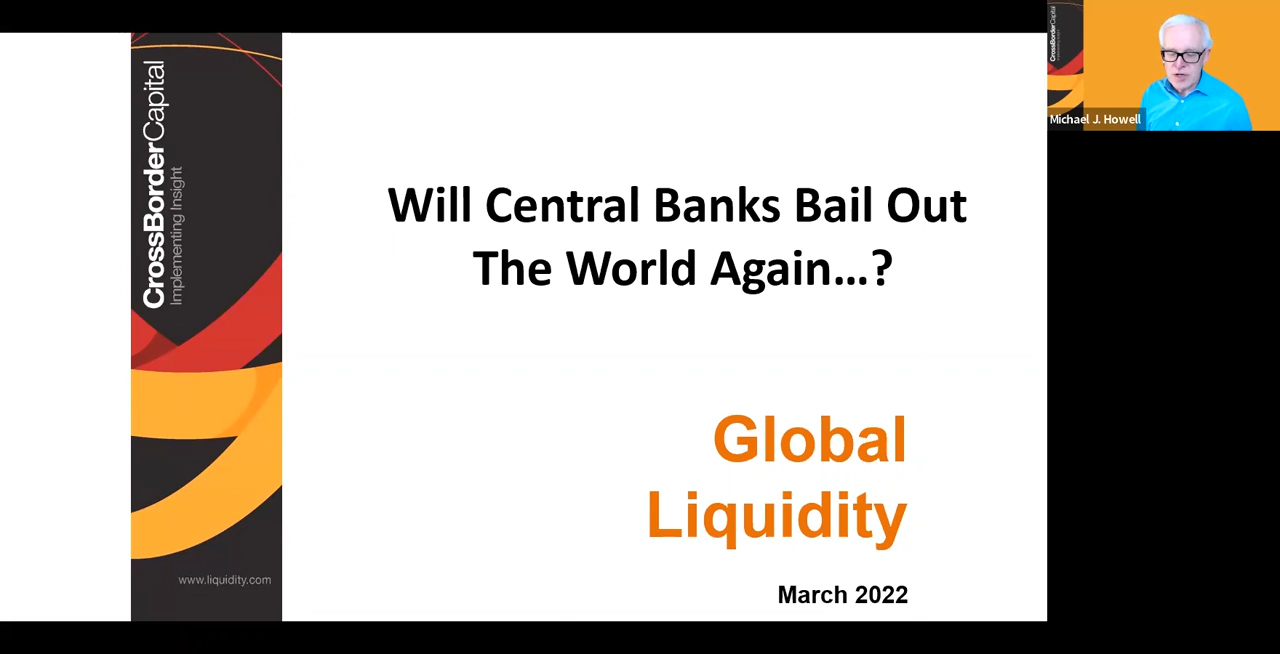 CrossBorderCapital
Implementing Insight
Will Central Banks Bail Out
The World Again...?
Global
Liquidity
March 2022
www.liquidity.com
CrossBorderCapital
Michael J. Howell